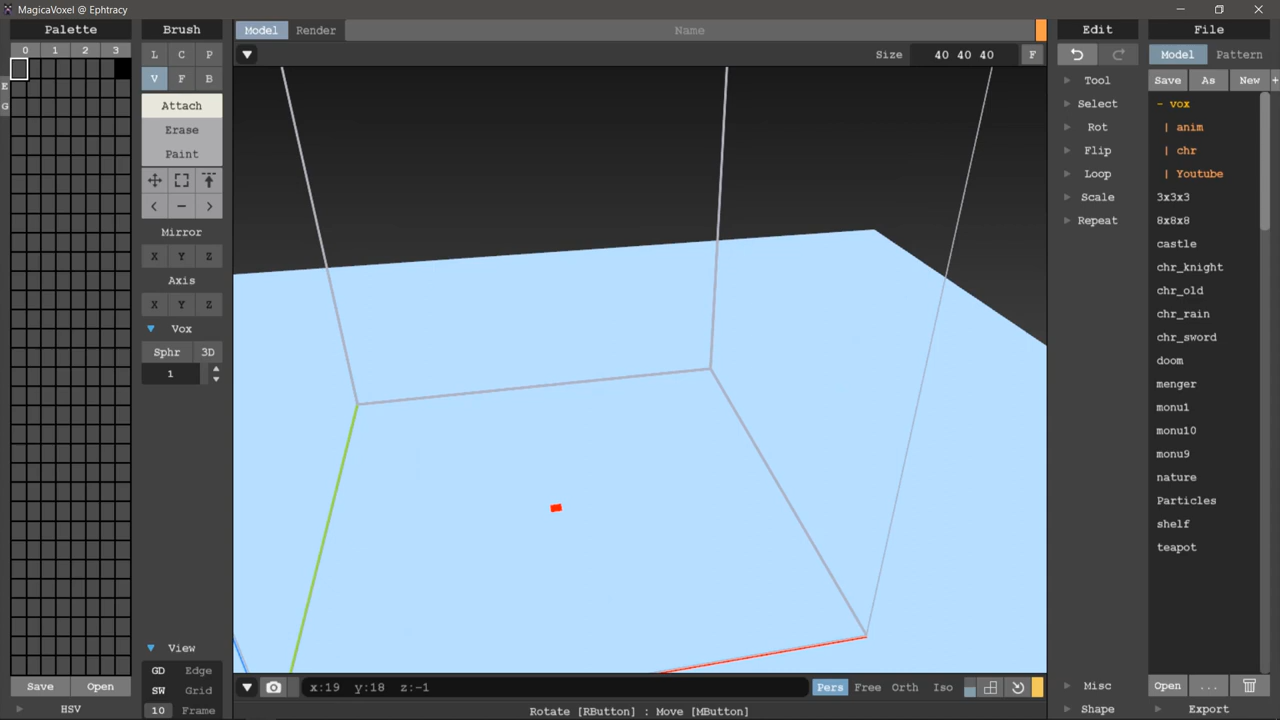 MagicaVoxel @ Ephtracy
Palette
0 1 2 3
E
G
Save Open
HSV
Brush
L C P
V F B
Attach
Erase
Paint
Mirror
X Y Z
Axis
X Y Z
Vox
Sphr 3D
1
View
GD Edge
SW Grid
10 Frame
Model Render Name
Size 40 40 40 F
x:19 y:18 z:-1
Pers Free Orth Iso
Rotate [RButton] : Move [MButton]
Edit
Tool
Select
Rot
Flip
Loop
Scale
Repeat
Misc
Shape
File
Model Pattern
Save As New +
- vox
| anim
| chr
| Youtube
3x3x3
8x8x8
castle
chr_knight
chr_old
chr_rain
chr_sword
doom
menger
monu1
monu10
monu9
nature
Particles
shelf
teapot
Open ...
Export